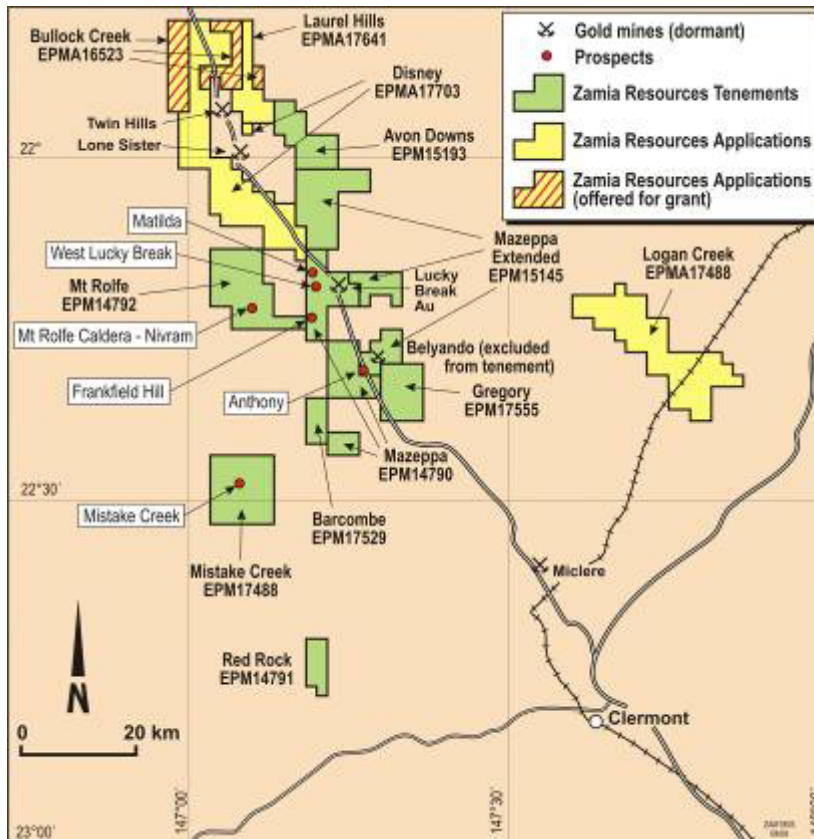 Bullock Creek
EPMA16523
Laurel Hills
EPMA17641
Disney
EPMA17703
Twin Hills
Lone Sister
22°
Avon Downs
EPM15193
Gold mines (dormant)
Prospects
Zamia Resources Tenements
Zamia Resources Applications
Zamia Resources Applications
(offered for grant)
Matilda
West Lucky Break
Mt Rolfe
EPM14792
Mt Rolfe Caldera - Nivram
Frankfield Hill
Mazeppa
Extended
EPM15145
Lucky
Break
Au
Logan Creek
EPMA17488
Belyando (excluded
from tenement)
Anthony
Gregory
EPM17555
Mazeppa
EPM14790
22°30
Mistake Creek
Barcombe
EPM17529
Mistake Creek
EPM17488
Miclere
Red Rock
EPM14791
N
0
20 km
Clermont
23°00
147°00
147°30